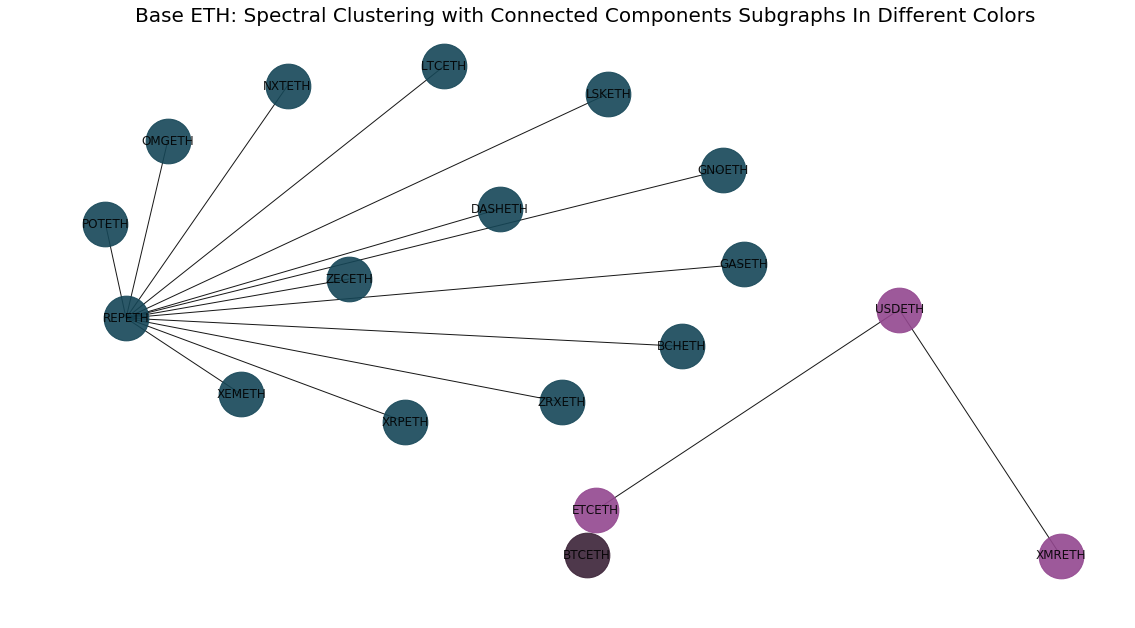 Base ETH: Spectral Clustering with Connected Components Subgraphs In Different Colors
LTCETH
NXTETH
LSKETH
OMGETH
GNOETH
DASHETH
POTETH
GASETH
ZECETH
USDETH
REPETH
BCHETH
XEMETH
ZRXETH
XRPETH
ETCETH
BTCETH
XMRETH